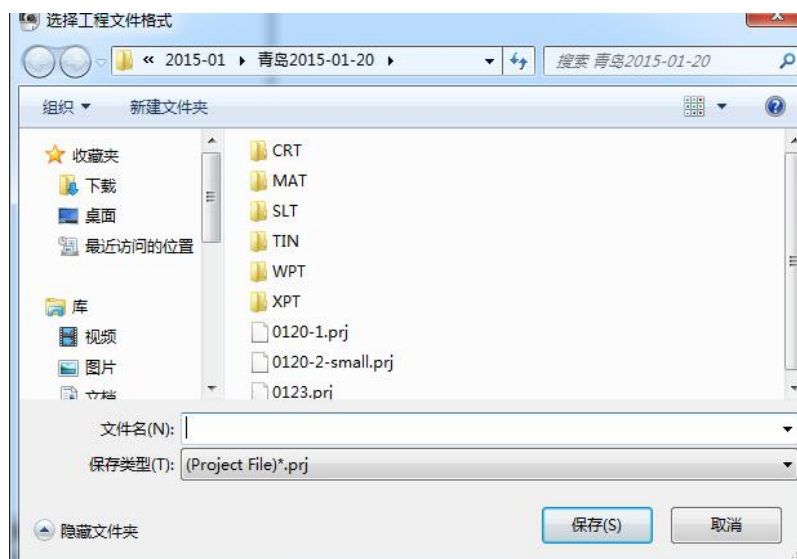 选择工程文件格式
« 2015-01 ▸ 青岛2015-01-20 ▸
搜索 青岛2015-01-20
组织 ▼ 新建文件夹
收藏夹
下载
桌面
最近访问的位置
库
视频
图片
文档
CRT
MAT
SLT
TIN
WPT
XPT
0120-1.prj
0120-2-small.prj
0123.prj
文件名(N):
保存类型(T): (Project File)*.prj
隐藏文件夹
保存(S) 取消